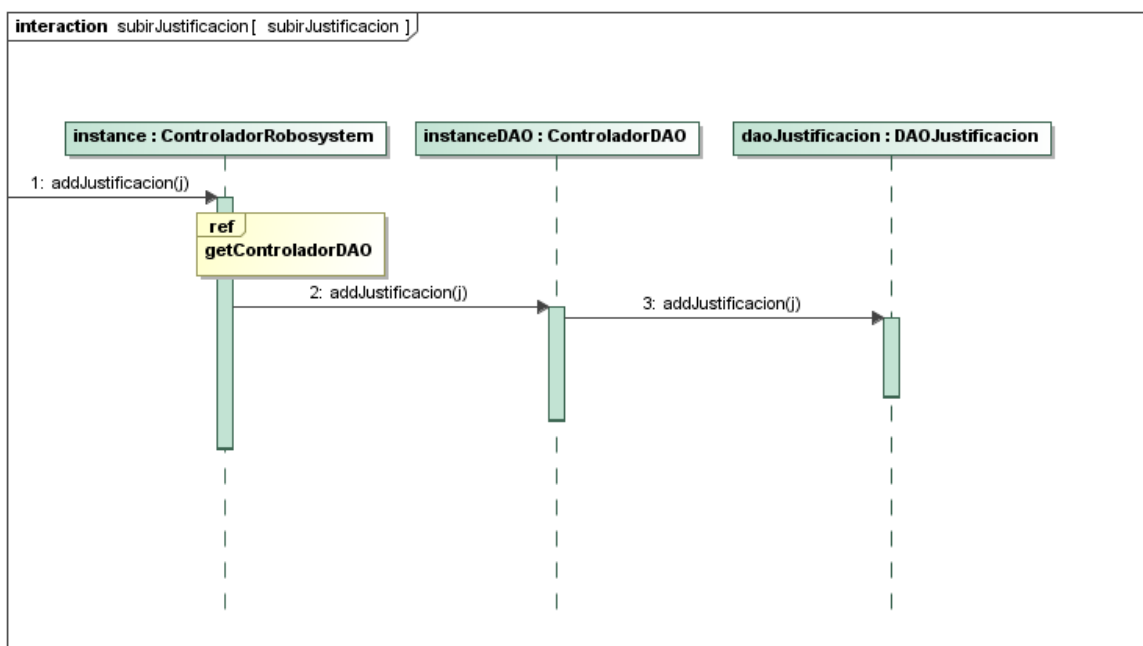 interaction subirJustificacion[ subirJustificacion ]
instance : ControladorRobosystem
instanceDAO : ControladorDAO
daoJustificacion : DAOJustificacion
1: addJustificacion(j)
ref
getControladorDAO
2: addJustificacion(j)
3: addJustificacion(j)